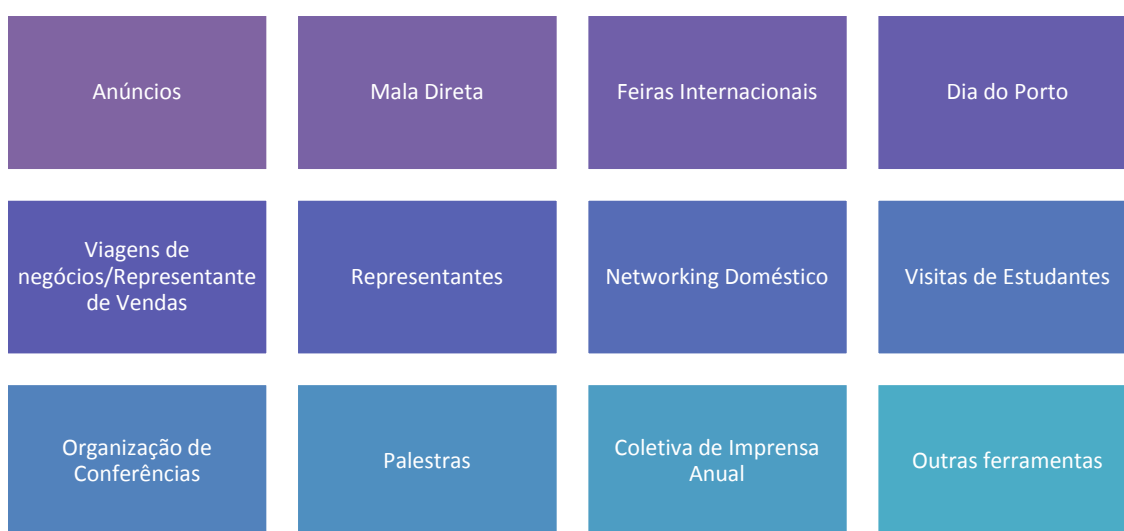 Anúncios
Mala Direta
Feiras Internacionais
Dia do Porto
Viagens de
negócios/Representante
de Vendas
Representantes
Networking Doméstico
Visitas de Estudantes
Organização de
Conferências
Palestras
Coletiva de Imprensa
Anual
Outras ferramentas